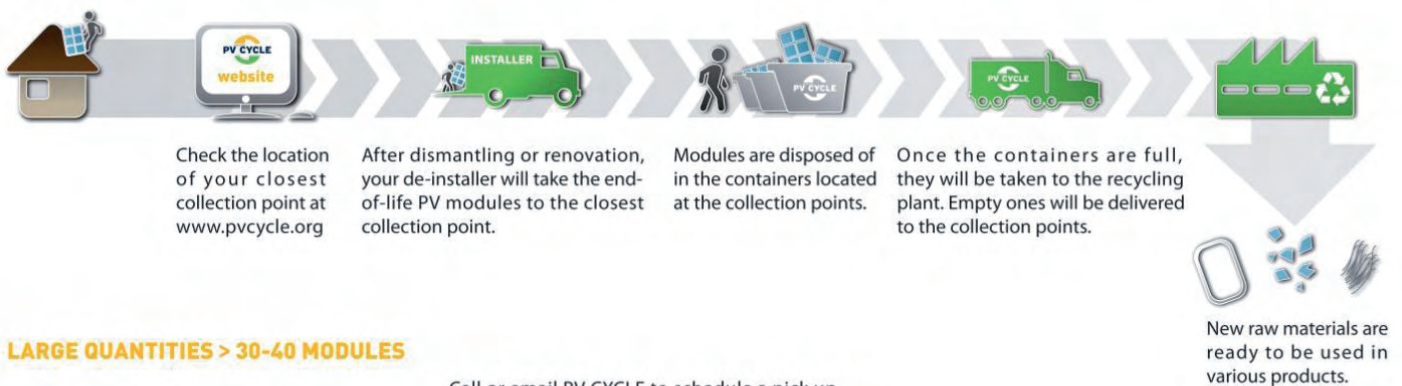 PV CYCLE
website
INSTALLER
PV CYCLE
PV CYCLE
Check the location
of your closest
collection point at
www.pvcycle.org
After dismantling or renovation,
your de-installer will take the end-
of-life PV modules to the closest
collection point.
Modules are disposed of
in the containers located
at the collection points.
Once the containers are full,
they will be taken to the recycling
plant. Empty ones will be delivered
to the collection points.
New raw materials are
ready to be used in
various products.
LARGE QUANTITIES > 30-40 MODULES
Call or email PV CYCLE to schedule a pick up